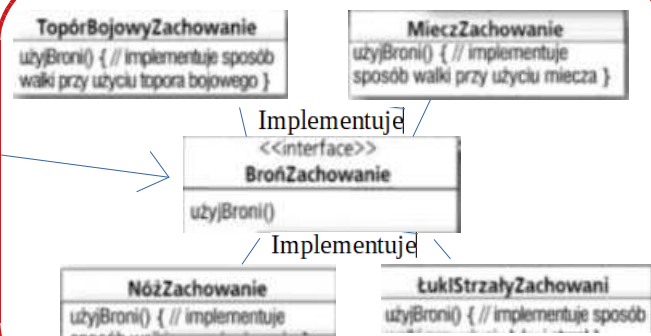 TopórBojowyZachowanie
użyjBroni() { // implementuje sposób
walki przy użyciu topora bojowego }
MieczZachowanie
użyjBroni() { // implementuje
sposób walki przy użyciu miecza }
Implementuje
<<interface>>
BrońZachowanie
użyjBroni()
Implementuje
NóżZachowanie
użyjBroni() { // implementuje
ŁukIStrzałyZachowani
użyjBroni() { // implementuje sposób